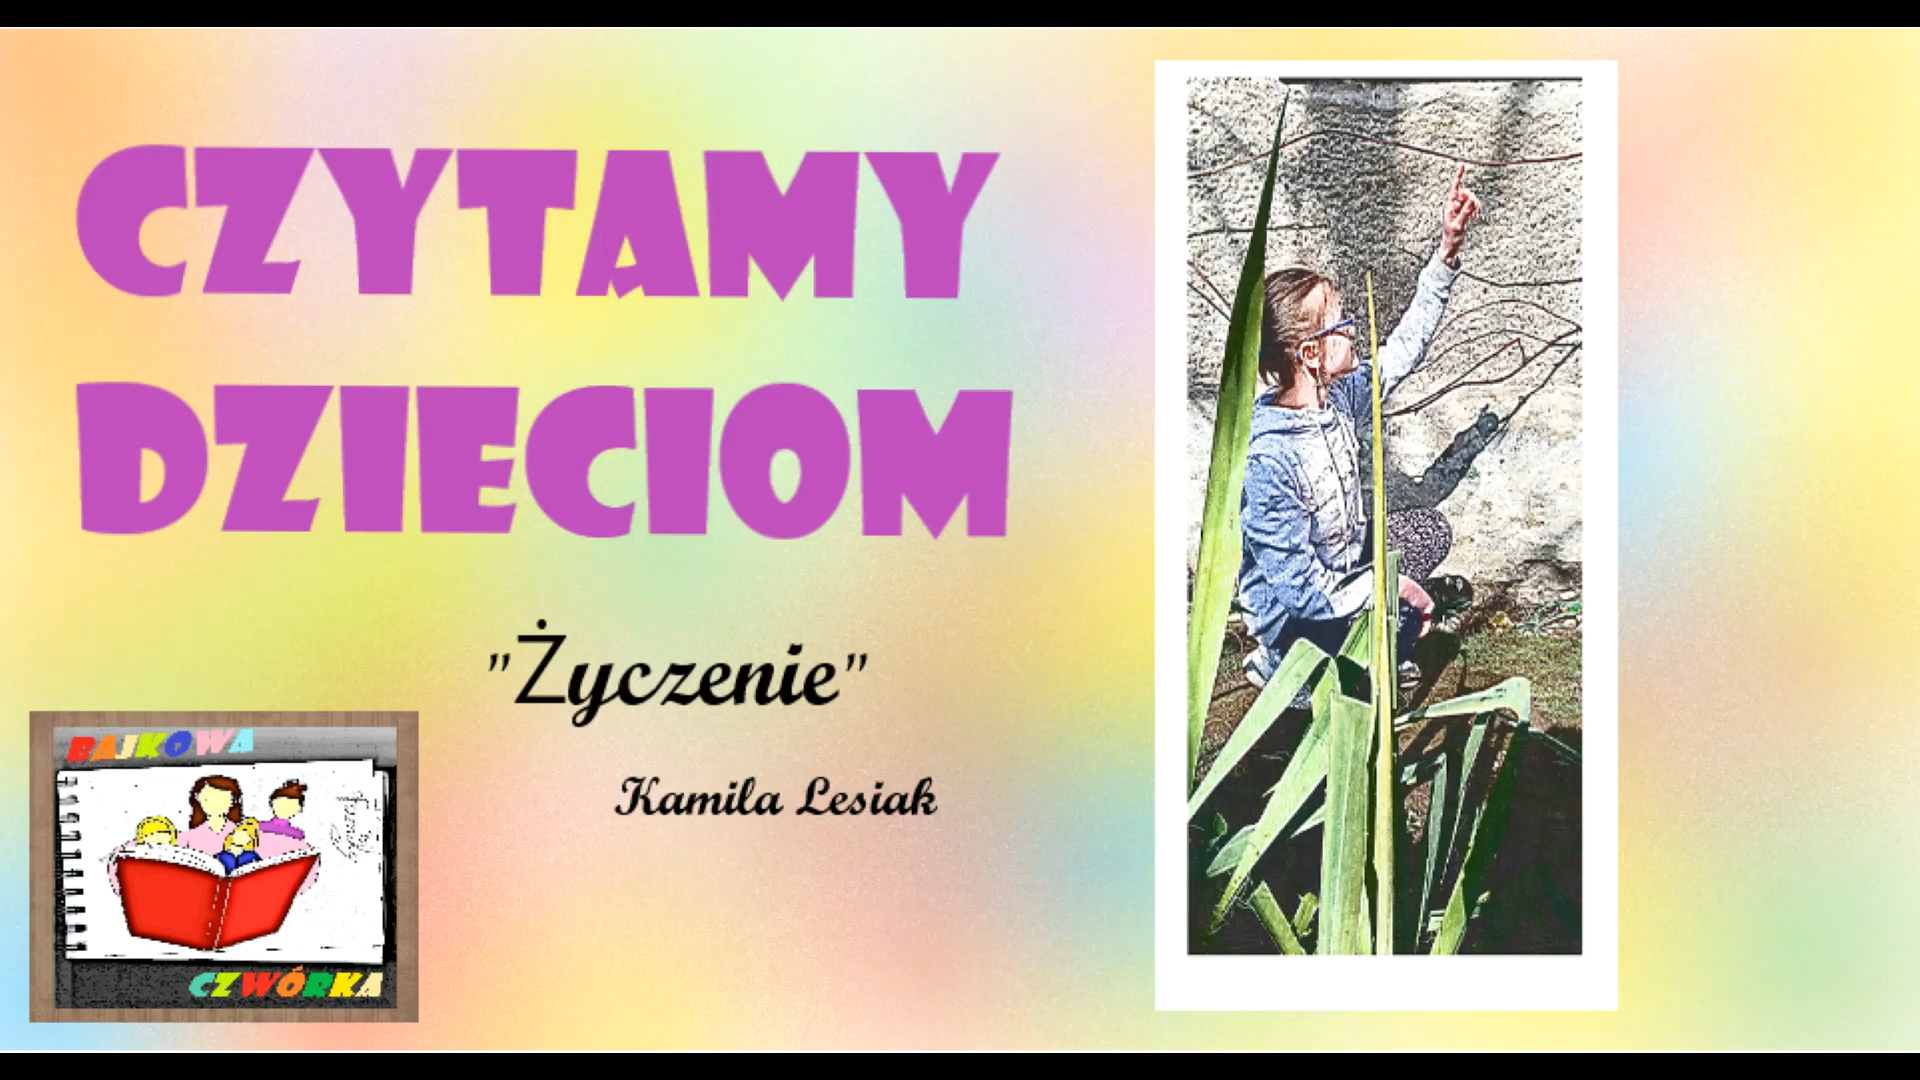 CZYTAMY
DZIECIOM
"Życzenie"
Kamila Lesiak
BAJKOWA
CZWÓRKA